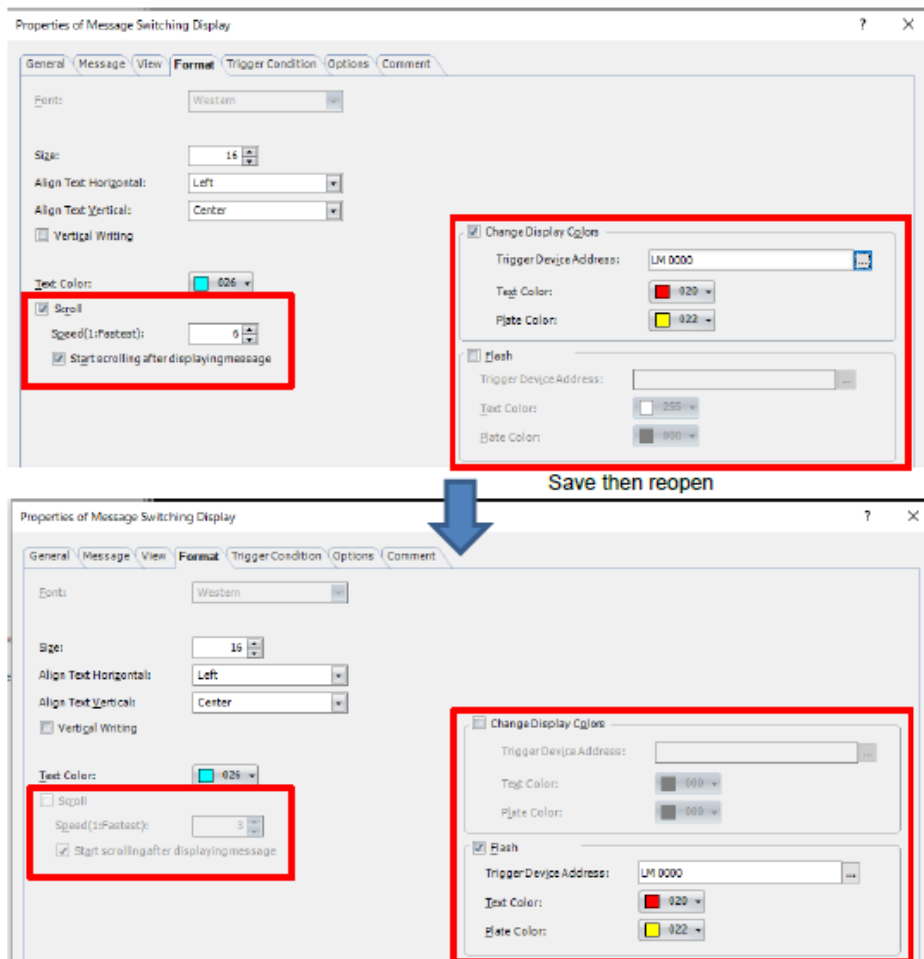 Properties of Message Switching Display ? ×
General Message View Format Trigger Condition Options Comment
Font: Western
Size: 16
Align Text Horizontal: Left
Align Text Vertical: Center
Vertical Writing
Text Color: 026
Scroll
Speed(1:Fastest): 6
Start scrolling after displaying message
Change Display Colors
Trigger Device Address: LM 0000 ...
Text Color: 020
Plate Color: 022
Flash
Trigger Device Address: ...
Text Color: 255
Plate Color: 000
Save then reopen
Properties of Message Switching Display ? ×
General Message View Format Trigger Condition Options Comment
Font: Western
Size: 16
Align Text Horizontal: Left
Align Text Vertical: Center
Vertical Writing
Text Color: 026
Scroll
Speed(1:Fastest): 3
Start scrolling after displaying message
Change Display Colors
Trigger Device Address: ...
Text Color: 000
Plate Color: 000
Flash
Trigger Device Address: LM 0000 ...
Text Color: 020
Plate Color: 022